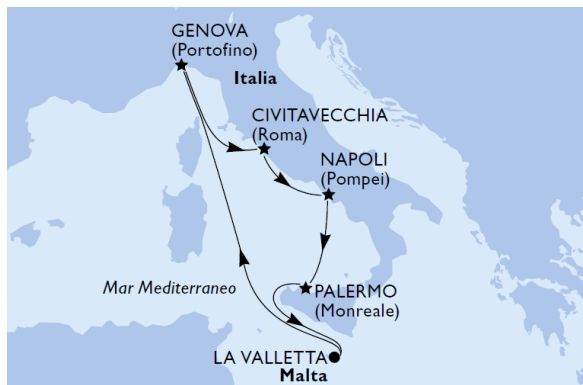 GENOVA
(Portofino)
Italia
CIVITAVECCHIA
(Roma)
NAPOLI
(Pompei)
Mar Mediterraneo
PALERMO
(Monreale)
LA VALLETTA
Malta